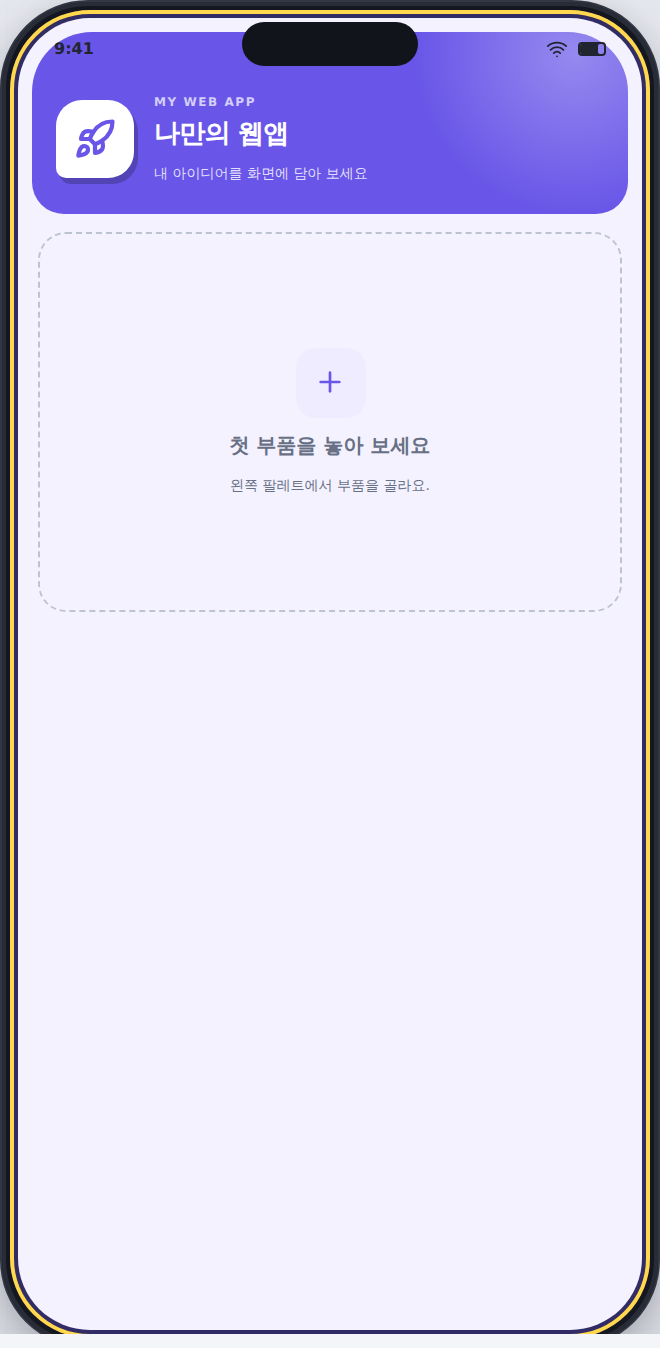 9:41
MY WEB APP
나만의 웹앱
내 아이디어를 화면에 담아 보세요
첫 부품을 놓아 보세요
왼쪽 팔레트에서 부품을 골라요.